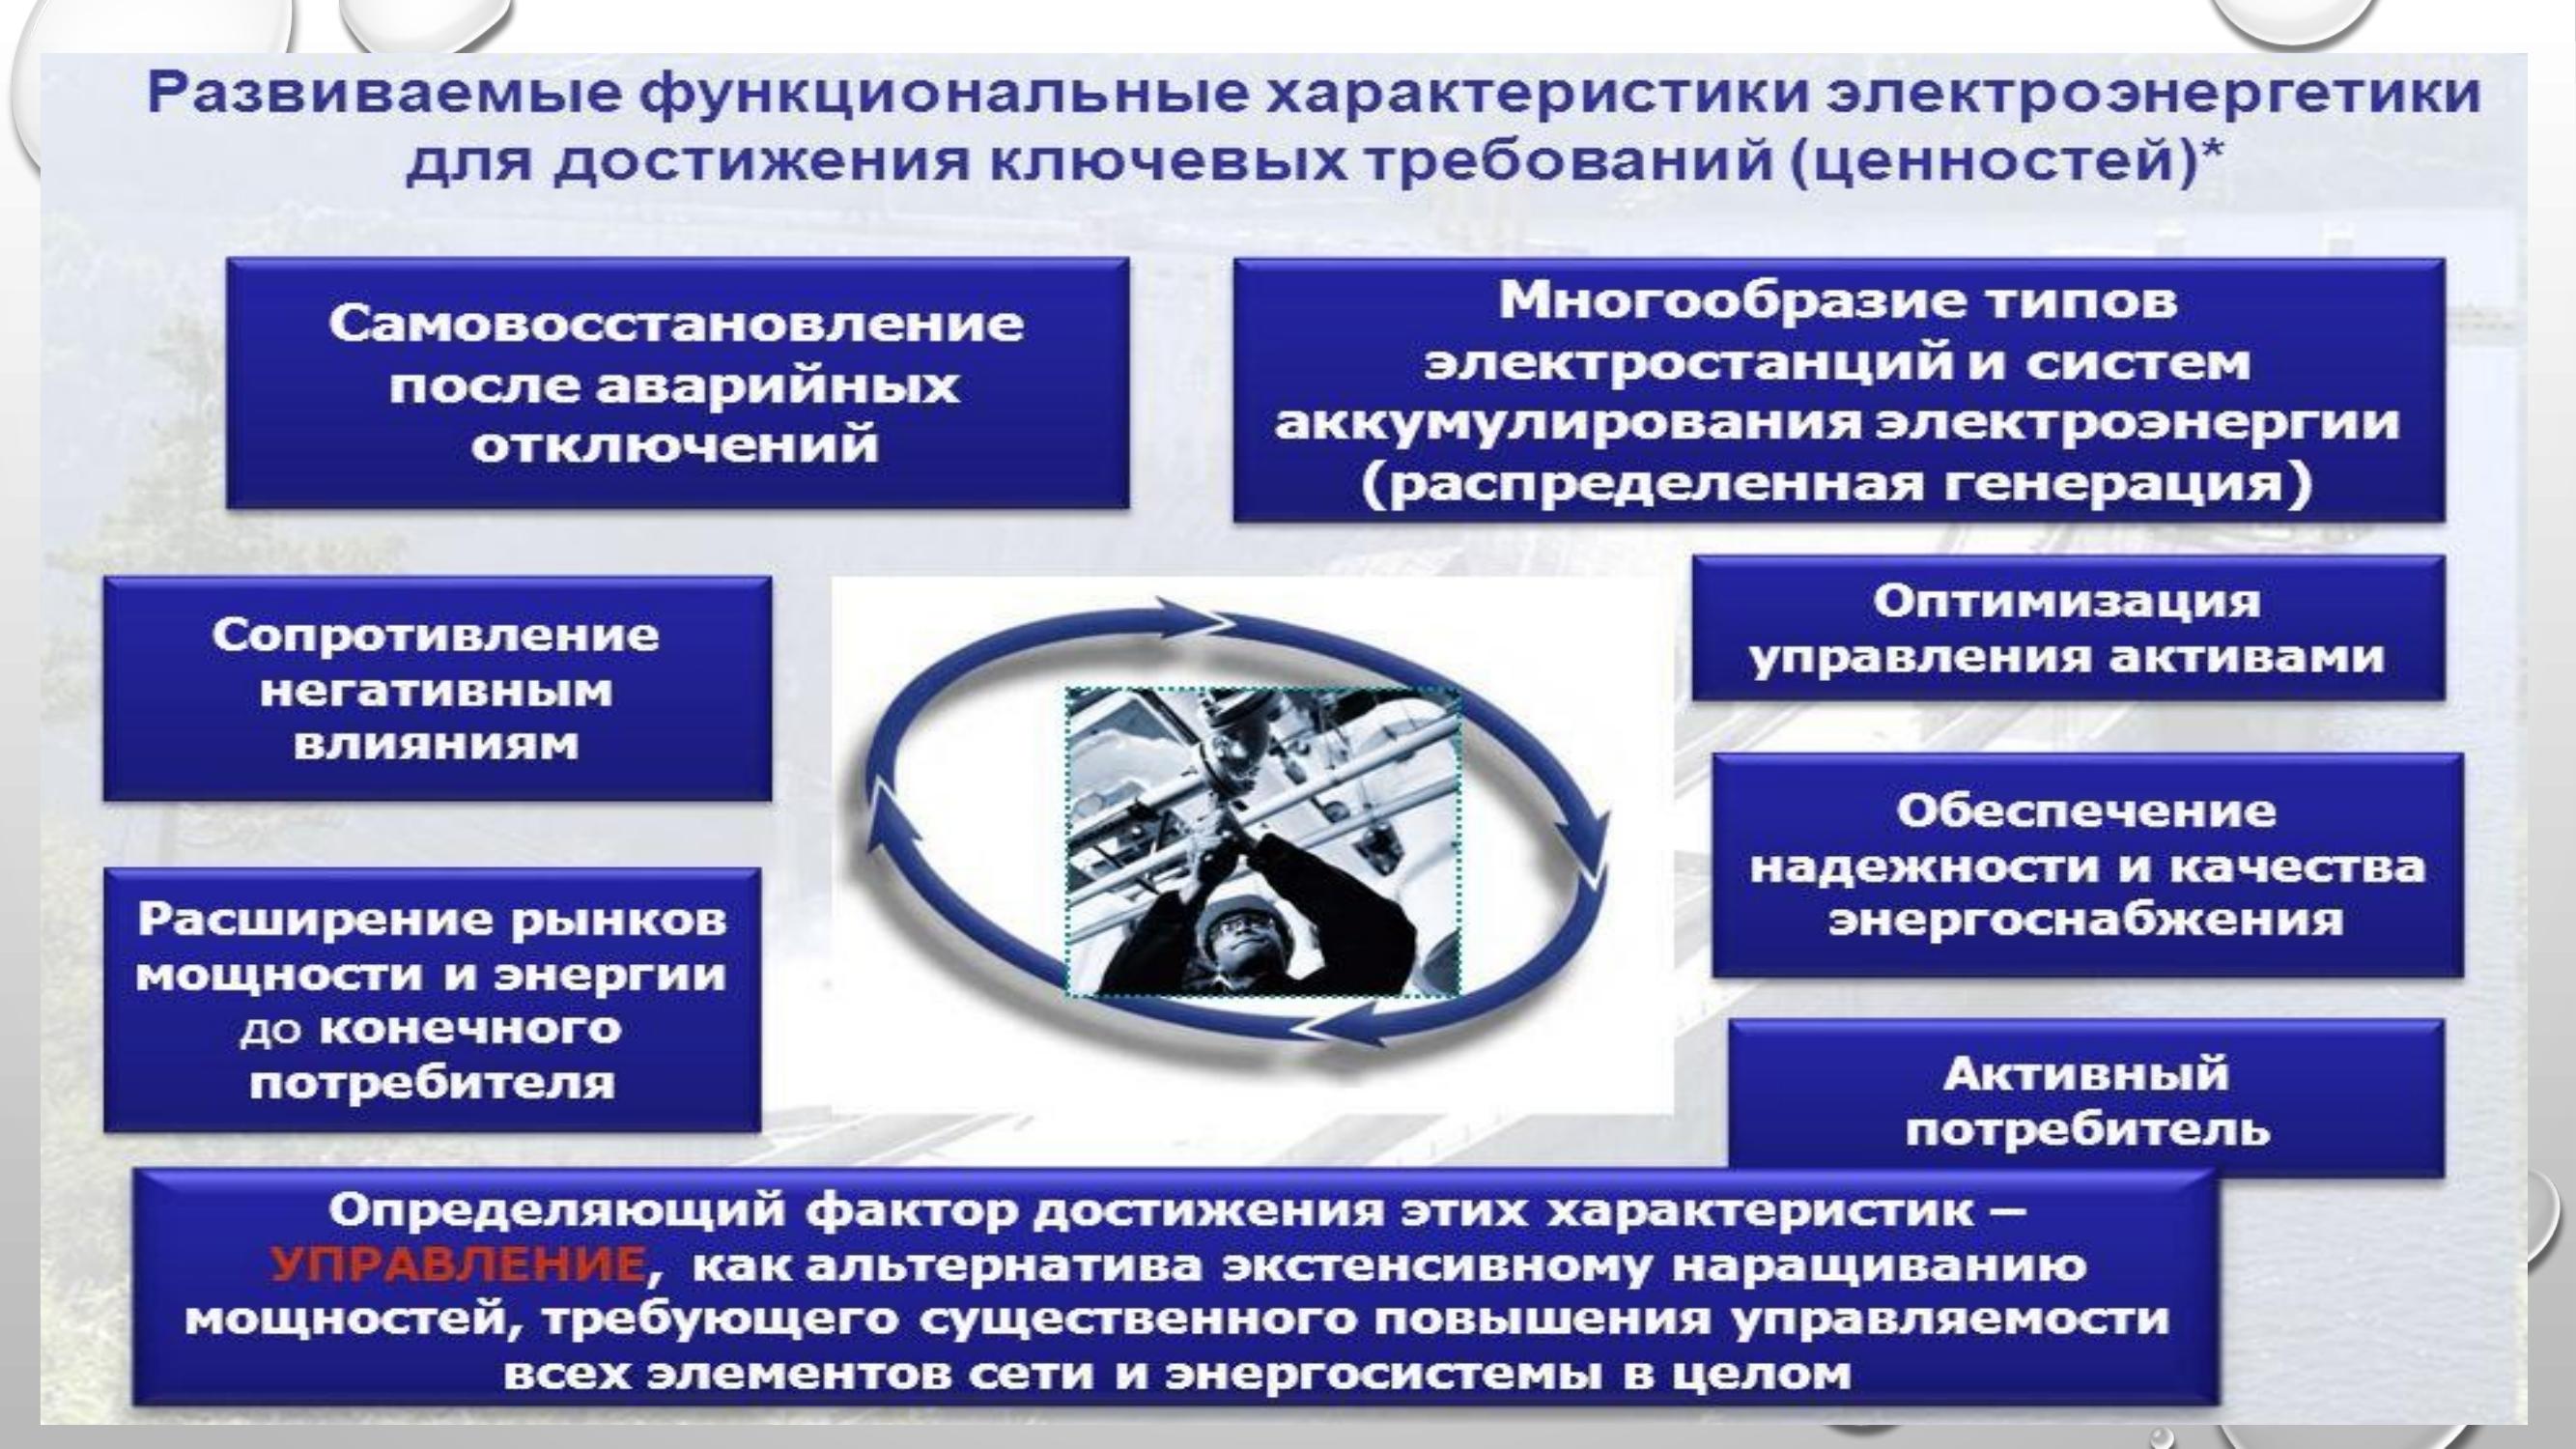 Развиваемые функциональные характеристики электроэнергетики
для достижения ключевых требований (ценностей)*
Самовосстановление
после аварийных
отключений
Многообразие типов
электростанций и систем
аккумулирования электроэнергии
(распределенная генерация)
Сопротивление
негативным
влияниям
Оптимизация
управления активами
Обеспечение
надежности и качества
энергоснабжения
Расширение рынков
мощности и энергии
до конечного
потребителя
Активный
потребитель
Определяющий фактор достижения этих характеристик –
УПРАВЛЕНИЕ, как альтернатива экстенсивному наращиванию
мощностей, требующего существенного повышения управляемости
всех элементов сети и энергосистемы в целом